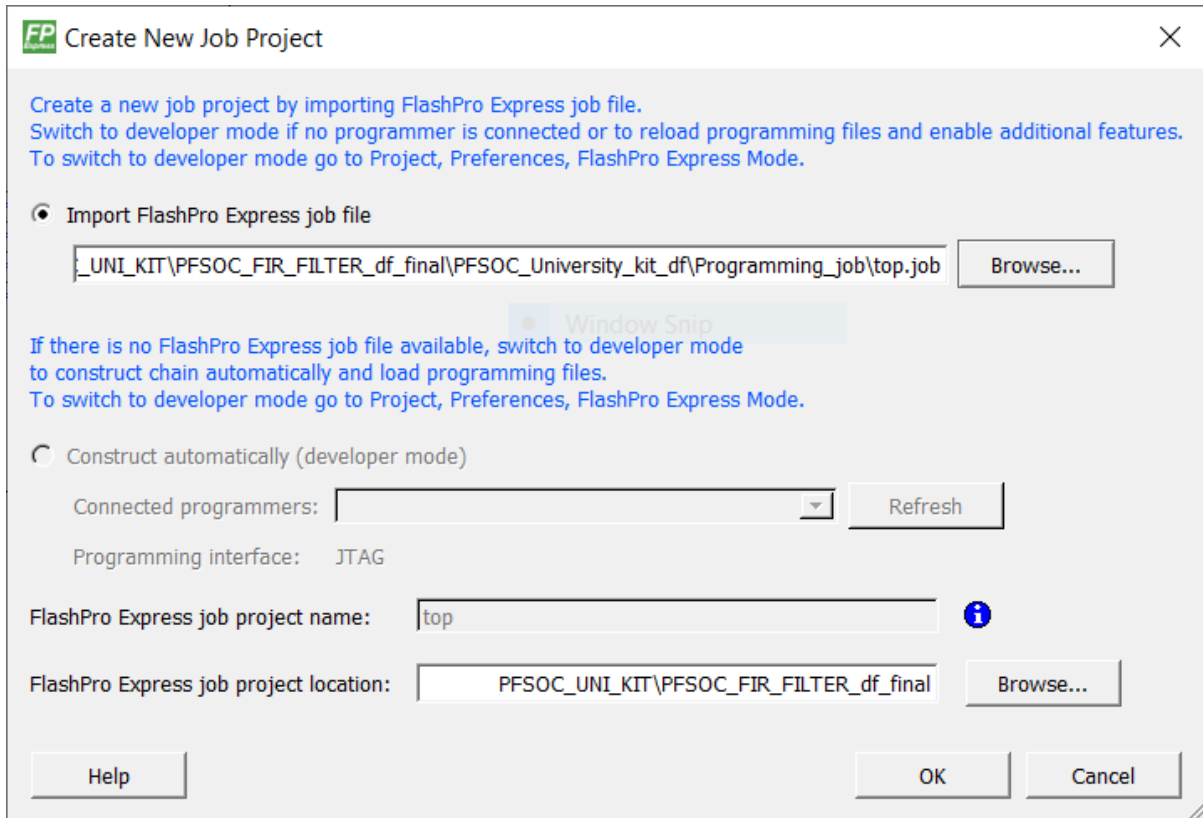 FP Express Create New Job Project
Create a new job project by importing FlashPro Express job file.
Switch to developer mode if no programmer is connected or to reload programming files and enable additional features.
To switch to developer mode go to Project, Preferences, FlashPro Express Mode.
Import FlashPro Express job file
_UNI_KIT\PFSOC_FIR_FILTER_df_final\PFSOC_University_kit_df\Programming_job\top.job Browse...
Window Snip
If there is no FlashPro Express job file available, switch to developer mode
to construct chain automatically and load programming files.
To switch to developer mode go to Project, Preferences, FlashPro Express Mode.
Construct automatically (developer mode)
Connected programmers: Refresh
Programming interface: JTAG
FlashPro Express job project name: top
FlashPro Express job project location: PFSOC_UNI_KIT\PFSOC_FIR_FILTER_df_final Browse...
Help OK Cancel